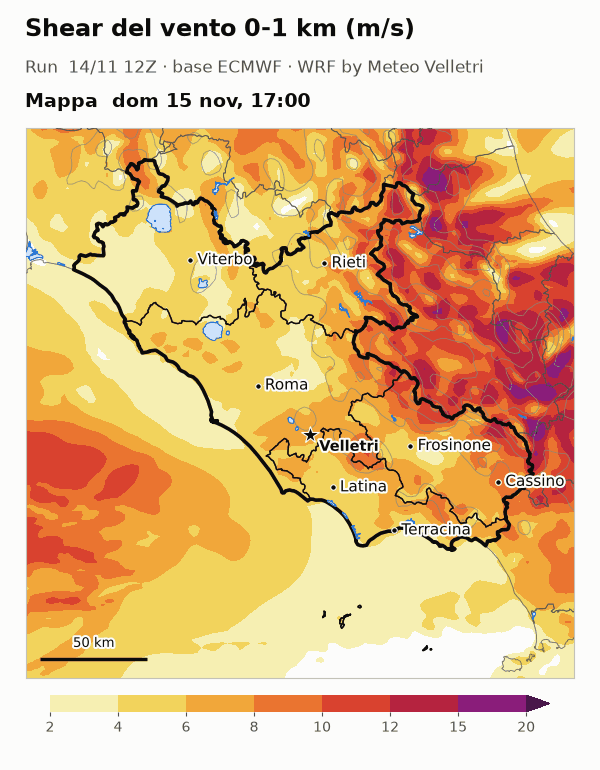 Shear del vento 0-1 km (m/s)
Run 14/11 12Z · base ECMWF · WRF by Meteo Velletri
Mappa dom 15 nov, 17:00
Viterbo
Rieti
Roma
Velletri
Frosinone
Latina
Cassino
Terracina
50 km
2 4 6 8 10 12 15 20